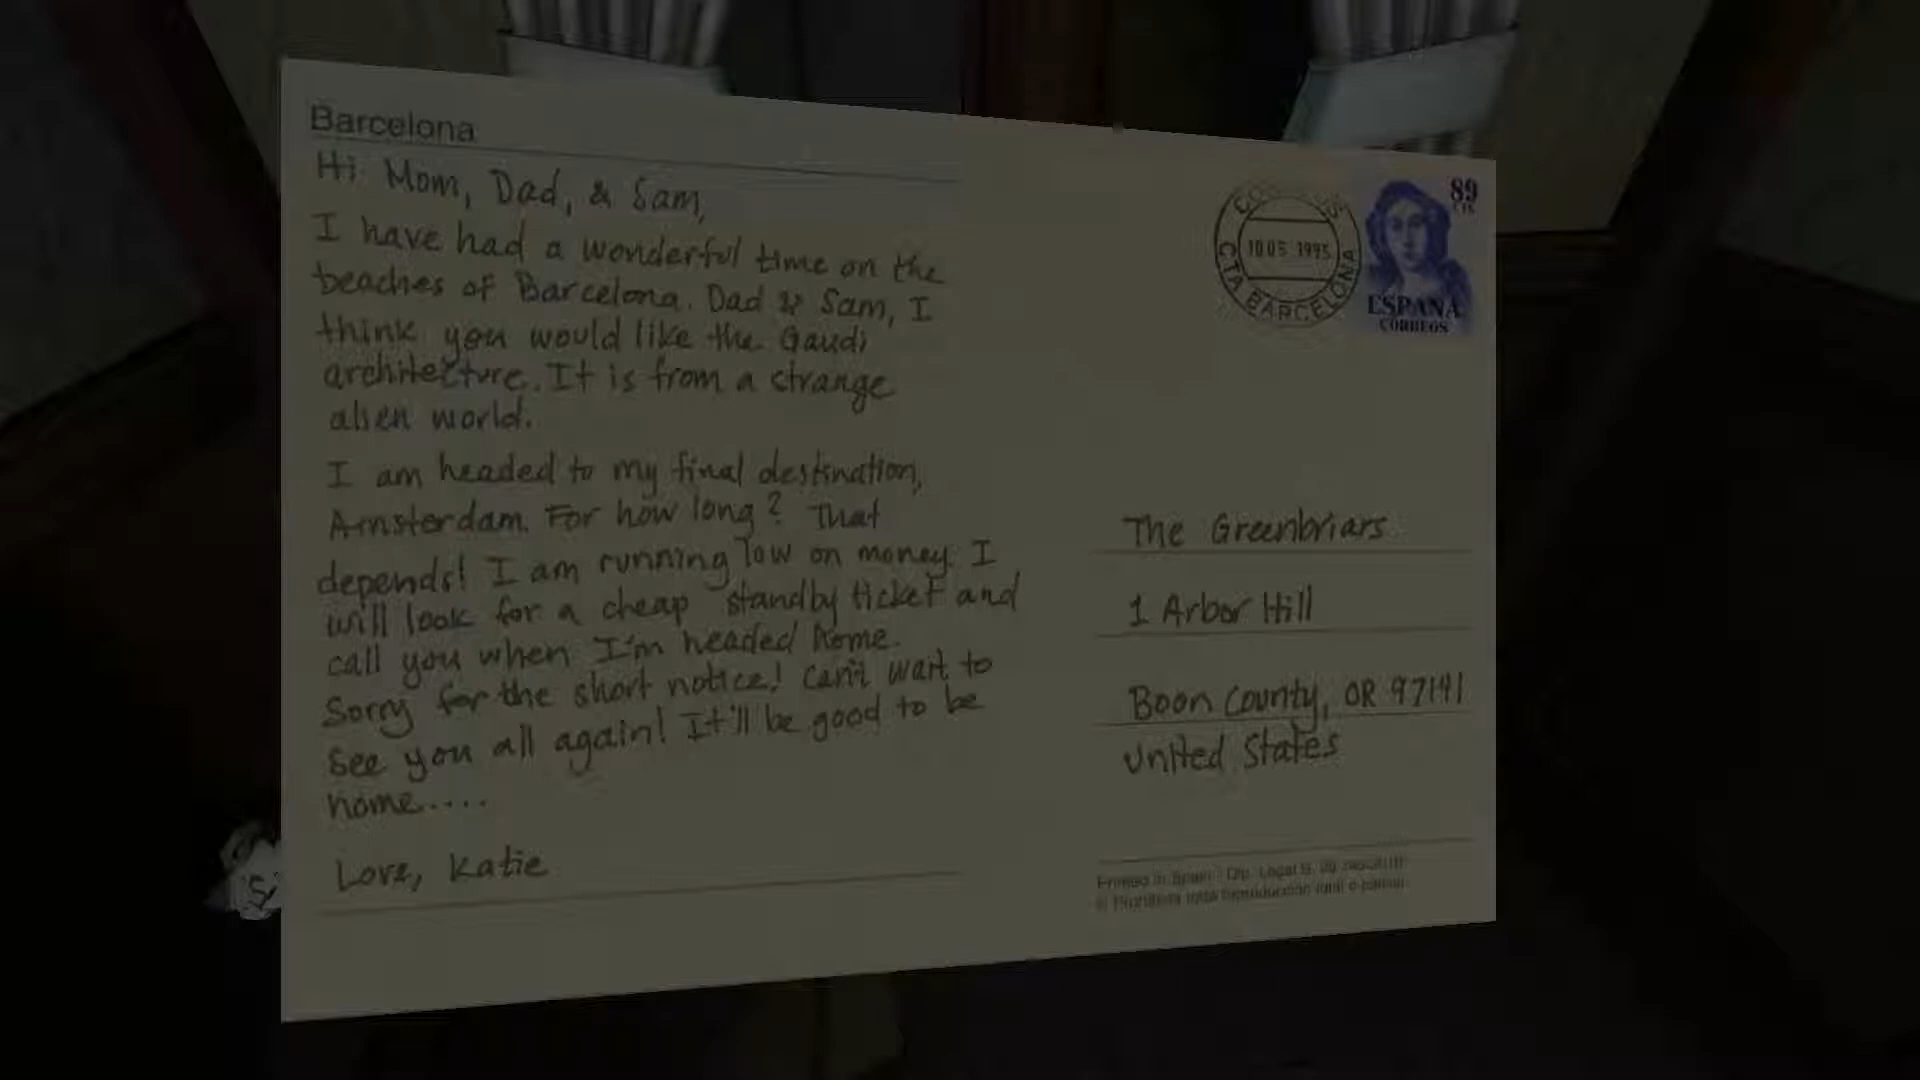 Barcelona
Hi Mom, Dad, & Sam,
I have had a wonderful time on the
beaches of Barcelona. Dad & Sam, I
think you would like the Gaudi
architecture. It is from a strange
alien world.
I am headed to my final destination,
Amsterdam. For how long? That
depends! I am running low on money. I
will look for a cheap standby ticket and
call you when I'm headed home.
Sorry for the short notice! Can't wait to
see you all again! It'll be good to be
home.....
Love, Katie
CORREOS
10 05 1995
CTA BARCELONA
89
ESPAÑA
CORREOS
The Greenbriars
1 Arbor Hill
Boon County, OR 97141
United States
Printed in Spain - Dip. Legal B.